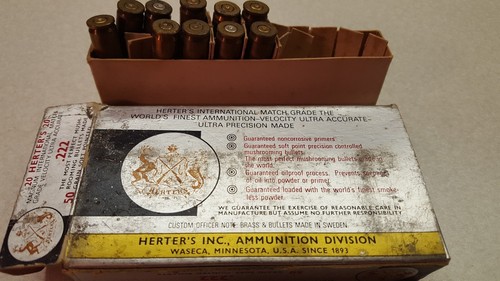 HERTER'S INTERNATIONAL MATCH GRADE THE
WORLD'S FINEST AMMUNITION-VELOCITY ULTRA ACCURATE-
ULTRA PRECISION MADE
Guaranteed noncorrosive primers.
Guaranteed soft point precision controlled
mushrooming bullets.
The most perfect mushrooming bullets made in
the world.
Guaranteed oilproof process. Prevents
of oil into powder or primer.
Guaranteed loaded with the world's finest smoke-
less powder.
HERTERS
WE GUARANTEE THE EXERCISE OF REASONABLE CARE IN
MANUFACTURE BUT ASSUME NO FURTHER RESPONSIBILITY
CUSTOM OFFICER NOTE: BRASS & BULLETS MADE IN SWEDEN.
HERTER'S INC., AMMUNITION DIVISION
WASECA, MINNESOTA, U.S.A. SINCE 1893
20 HERTER'S 20
222
50